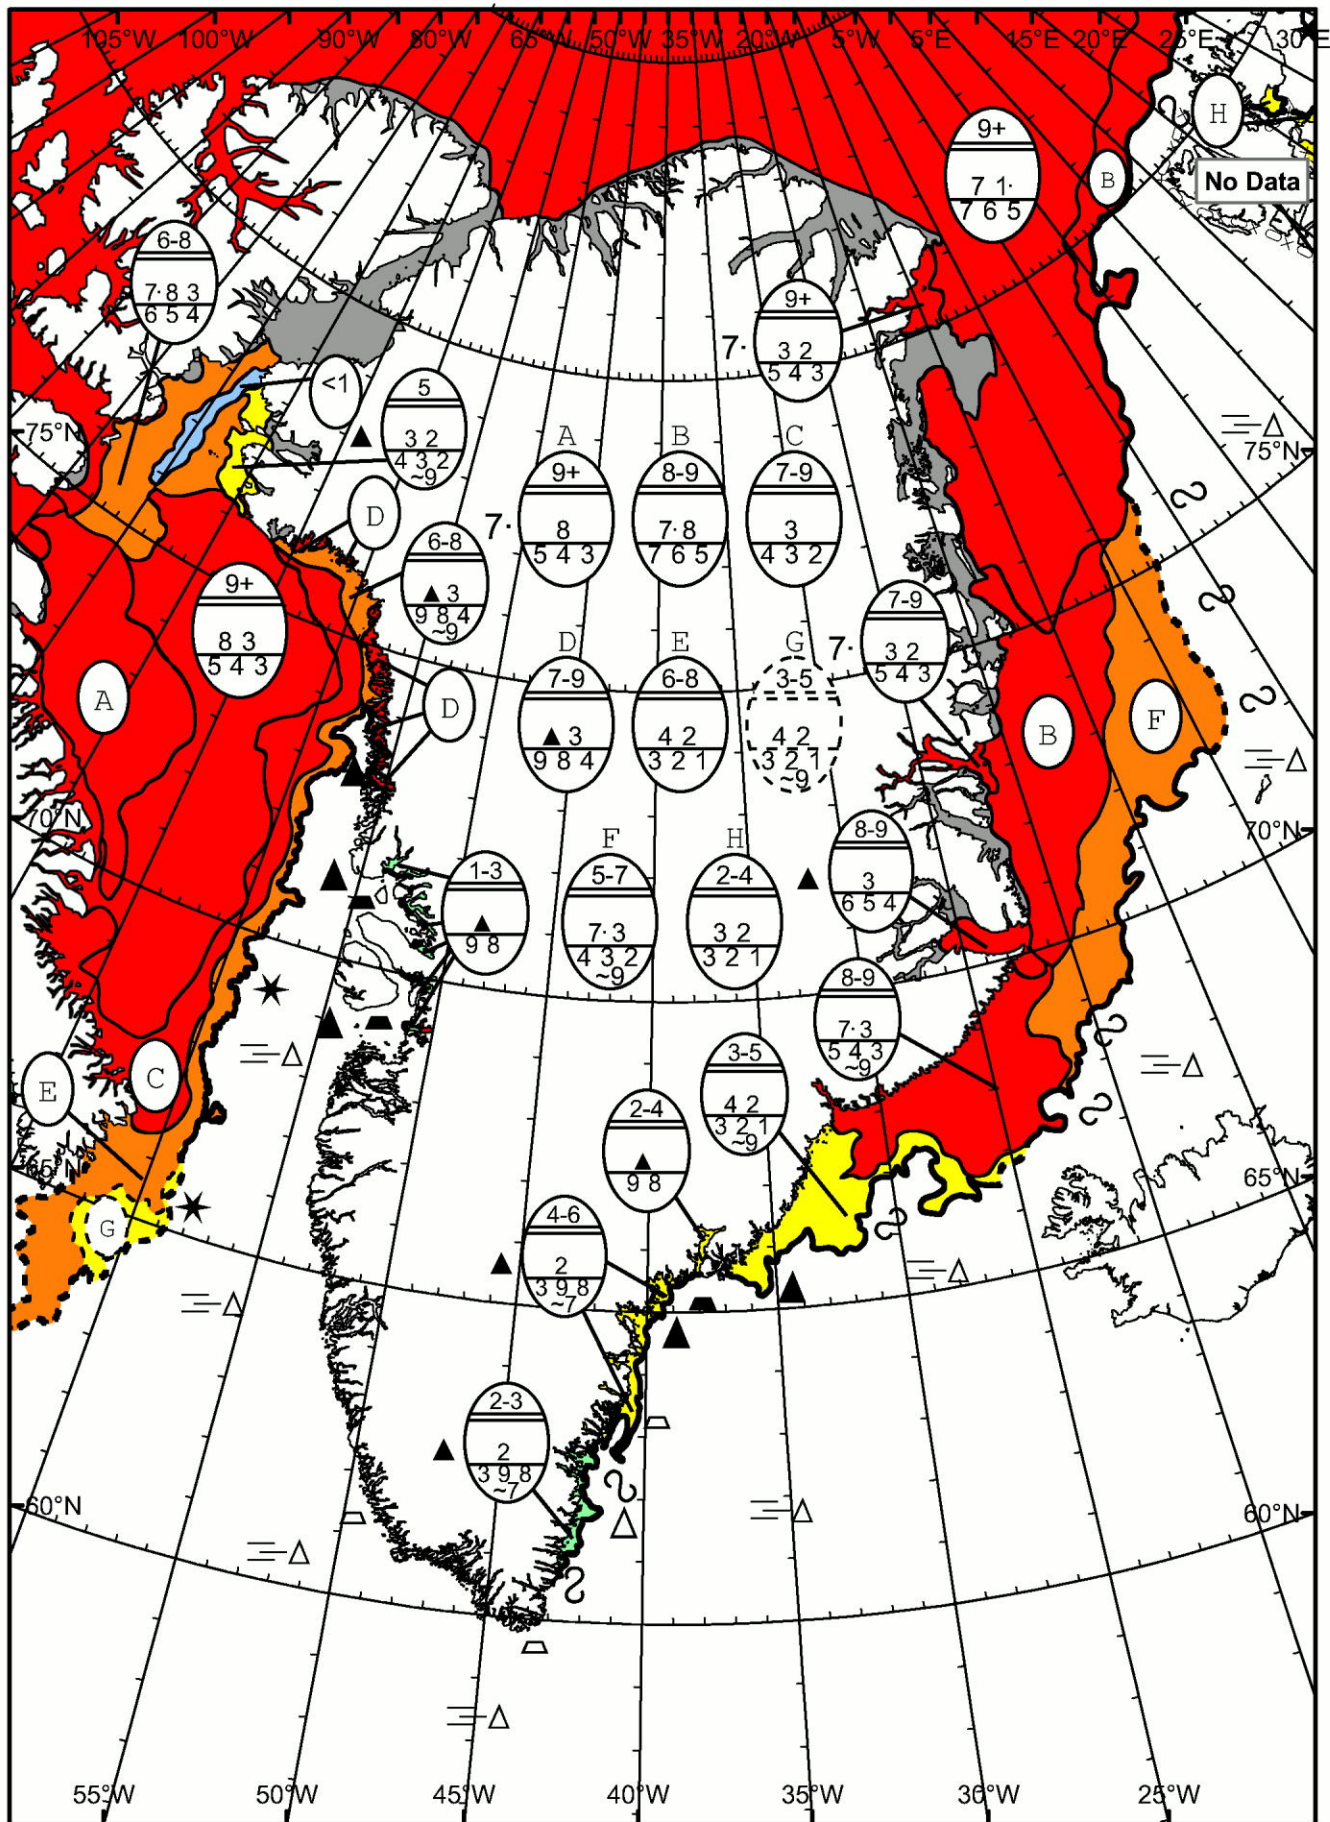 105°W 100°W 90°W 80°W 65°W 50°W 35°W 20°W 5°W 5°E 15°E 20°E 25°E 30°E
H
No Data
9+
7 1·
7 6 5
B
6-8
7· 8 3
6 5 4
9+
7·
3 2
5 4 3
<1
5
3 2
4 3 2
~9
75°N
75°N
A
9+
7·
8
5 4 3
B
8-9
7· 8
7 6 5
C
7-9
3
4 3 2
D
6-8
3
9 8 4
~9
9+
8 3
5 4 3
A
D
D
7-9
3
9 8 4
E
6-8
4 2
3 2 1
G
3-5
4 2
3 2 1
~9
7-9
7·
3 2
5 4 3
B
F
70°N
70°N
1-3
9 8
F
5-7
7· 3
4 3 2
~9
H
2-4
3 2
3 2 1
8-9
3
6 5 4
8-9
7· 3
5 4 3
~9
E
C
3-5
4 2
3 2 1
~9
2-4
9 8
65°N
65°N
G
4-6
2
3 9 8
~7
2-3
2
3 9 8
~7
60°N
60°N
55°W 50°W 45°W 40°W 35°W 30°W 25°W